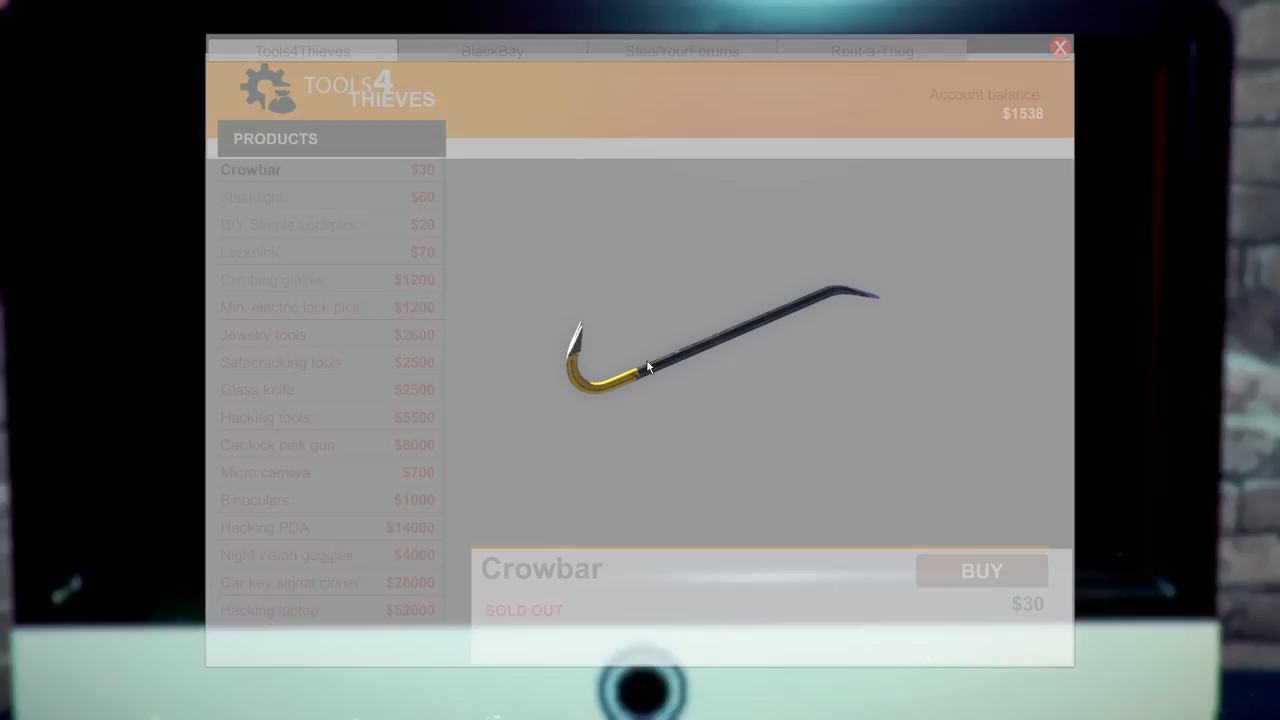 Tools4Thieves BlackBay StealYourForums Rent-a-Thug X
TOOLS4
THIEVES
Account balance:
$1538
PRODUCTS
Crowbar $30
Flashlight $60
DIY Simple Lockpick $20
Lockpick $70
Climbing gloves $1200
Mini electric lock pick $1200
Jewelry tools $2600
Safecracking tools $2500
Glass knife $2500
Hacking tools $5500
Car lock pick gun $8000
Micro camera $700
Binoculars $1000
Hacking PDA $14000
Night vision goggles $4000
Car key signal cloner $28000
Hacking laptop $52000
Crowbar BUY
SOLD OUT $30